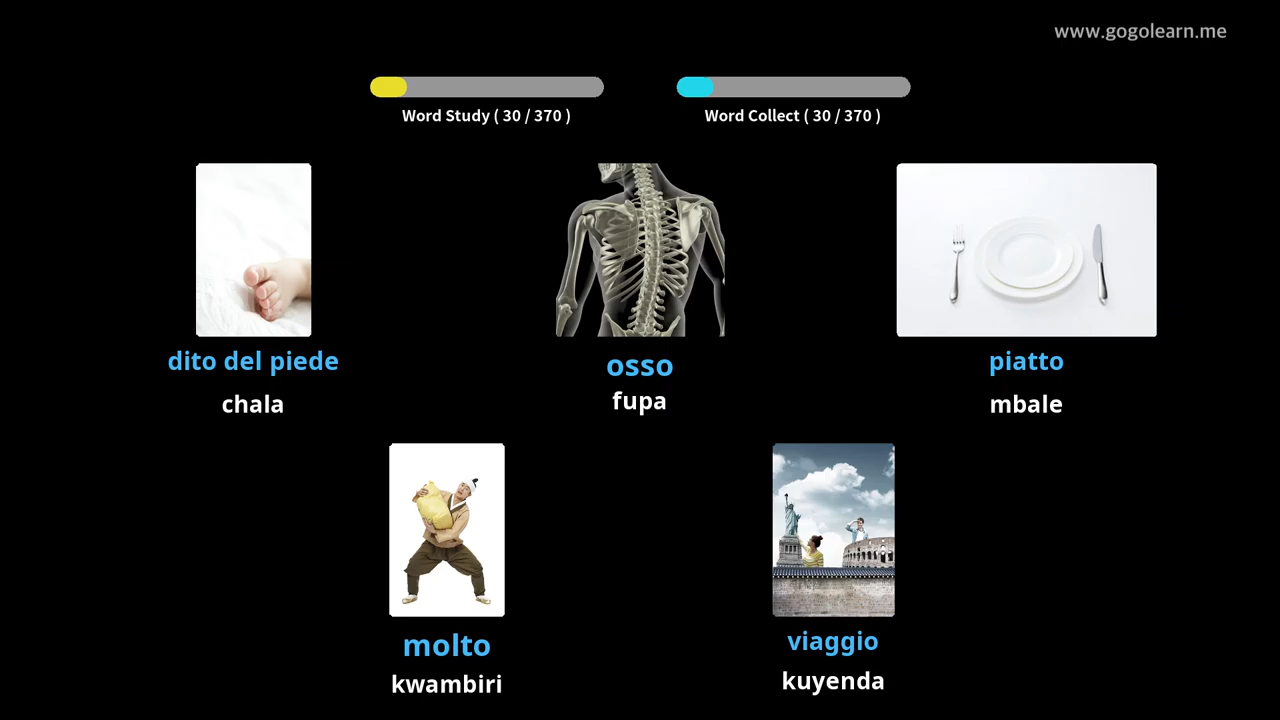 www.gogolearn.me
Word Study ( 30 / 370 )
Word Collect ( 30 / 370 )
dito del piede
chala
osso
fupa
piatto
mbale
molto
kwambiri
viaggio
kuyenda